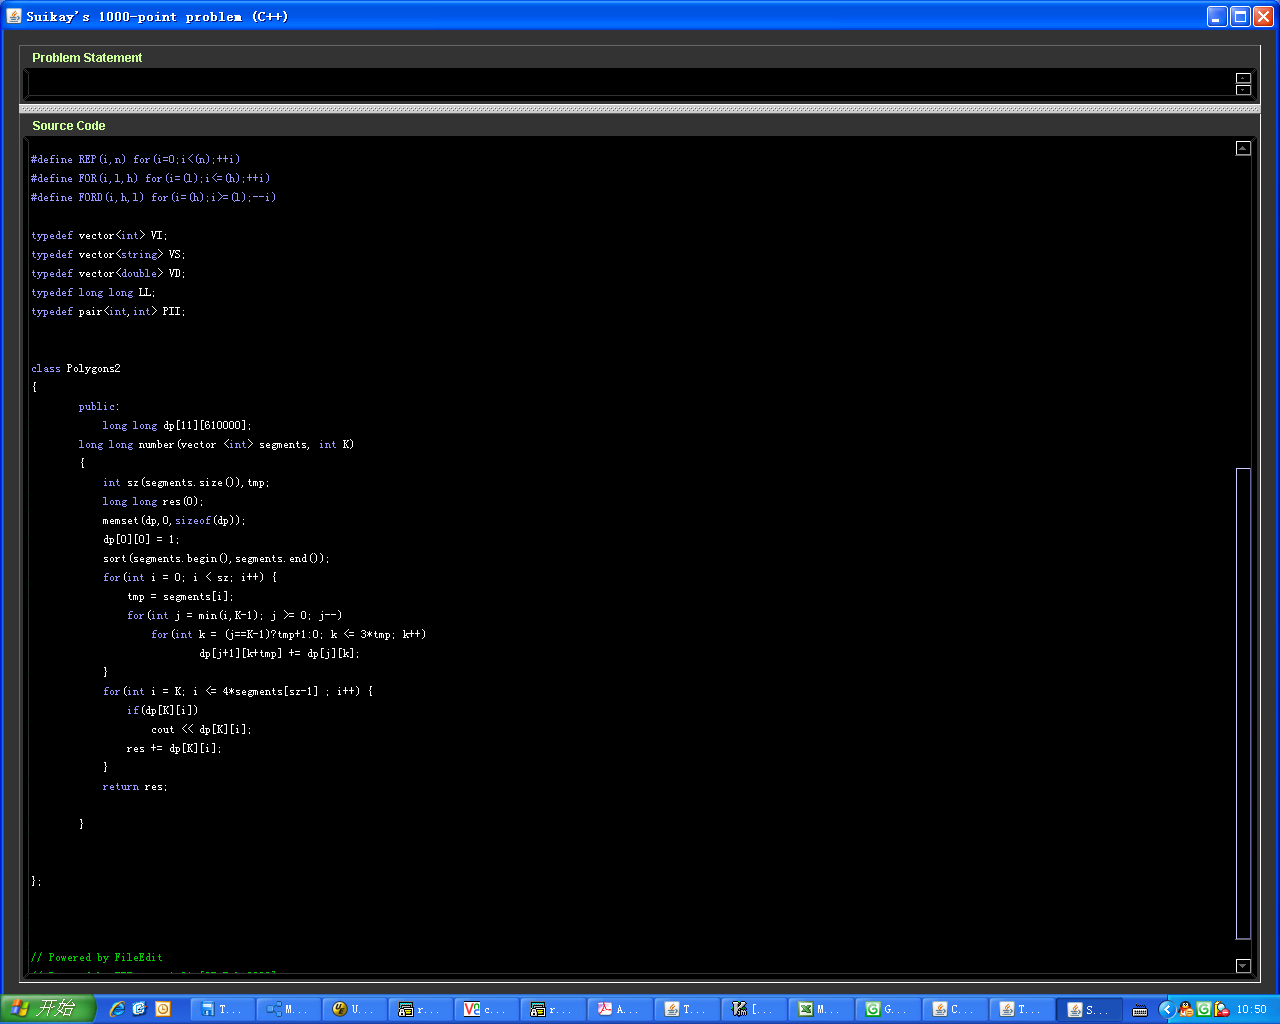 Suikay's 1000-point problem (C++)
Problem Statement
Source Code
#define REP(i,n) for(i=0;i<(n);++i)
#define FOR(i,l,h) for(i=(l);i<=(h);++i)
#define FORD(i,h,l) for(i=(h);i>=(l);--i)
typedef vector<int> VI;
typedef vector<string> VS;
typedef vector<double> VD;
typedef long long LL;
typedef pair<int,int> PII;
class Polygons2
{
public:
long long dp[11][610000];
long long number(vector <int> segments, int K)
{
int sz(segments.size()),tmp;
long long res(0);
memset(dp,0,sizeof(dp));
dp[0][0] = 1;
sort(segments.begin(),segments.end());
for(int i = 0; i < sz; i++) {
tmp = segments[i];
for(int j = min(i,K-1); j >= 0; j--)
for(int k = (j==K-1)?tmp+1:0; k <= 3*tmp; k++)
dp[j+1][k+tmp] += dp[j][k];
}
for(int i = K; i <= 4*segments[sz-1] ; i++) {
if(dp[K][i])
cout << dp[K][i];
res += dp[K][i];
}
return res;
}
};
// Powered by FileEdit
开始 T... M... U... r... c... r... A... T... [... M... G... C... T... S... 10:50